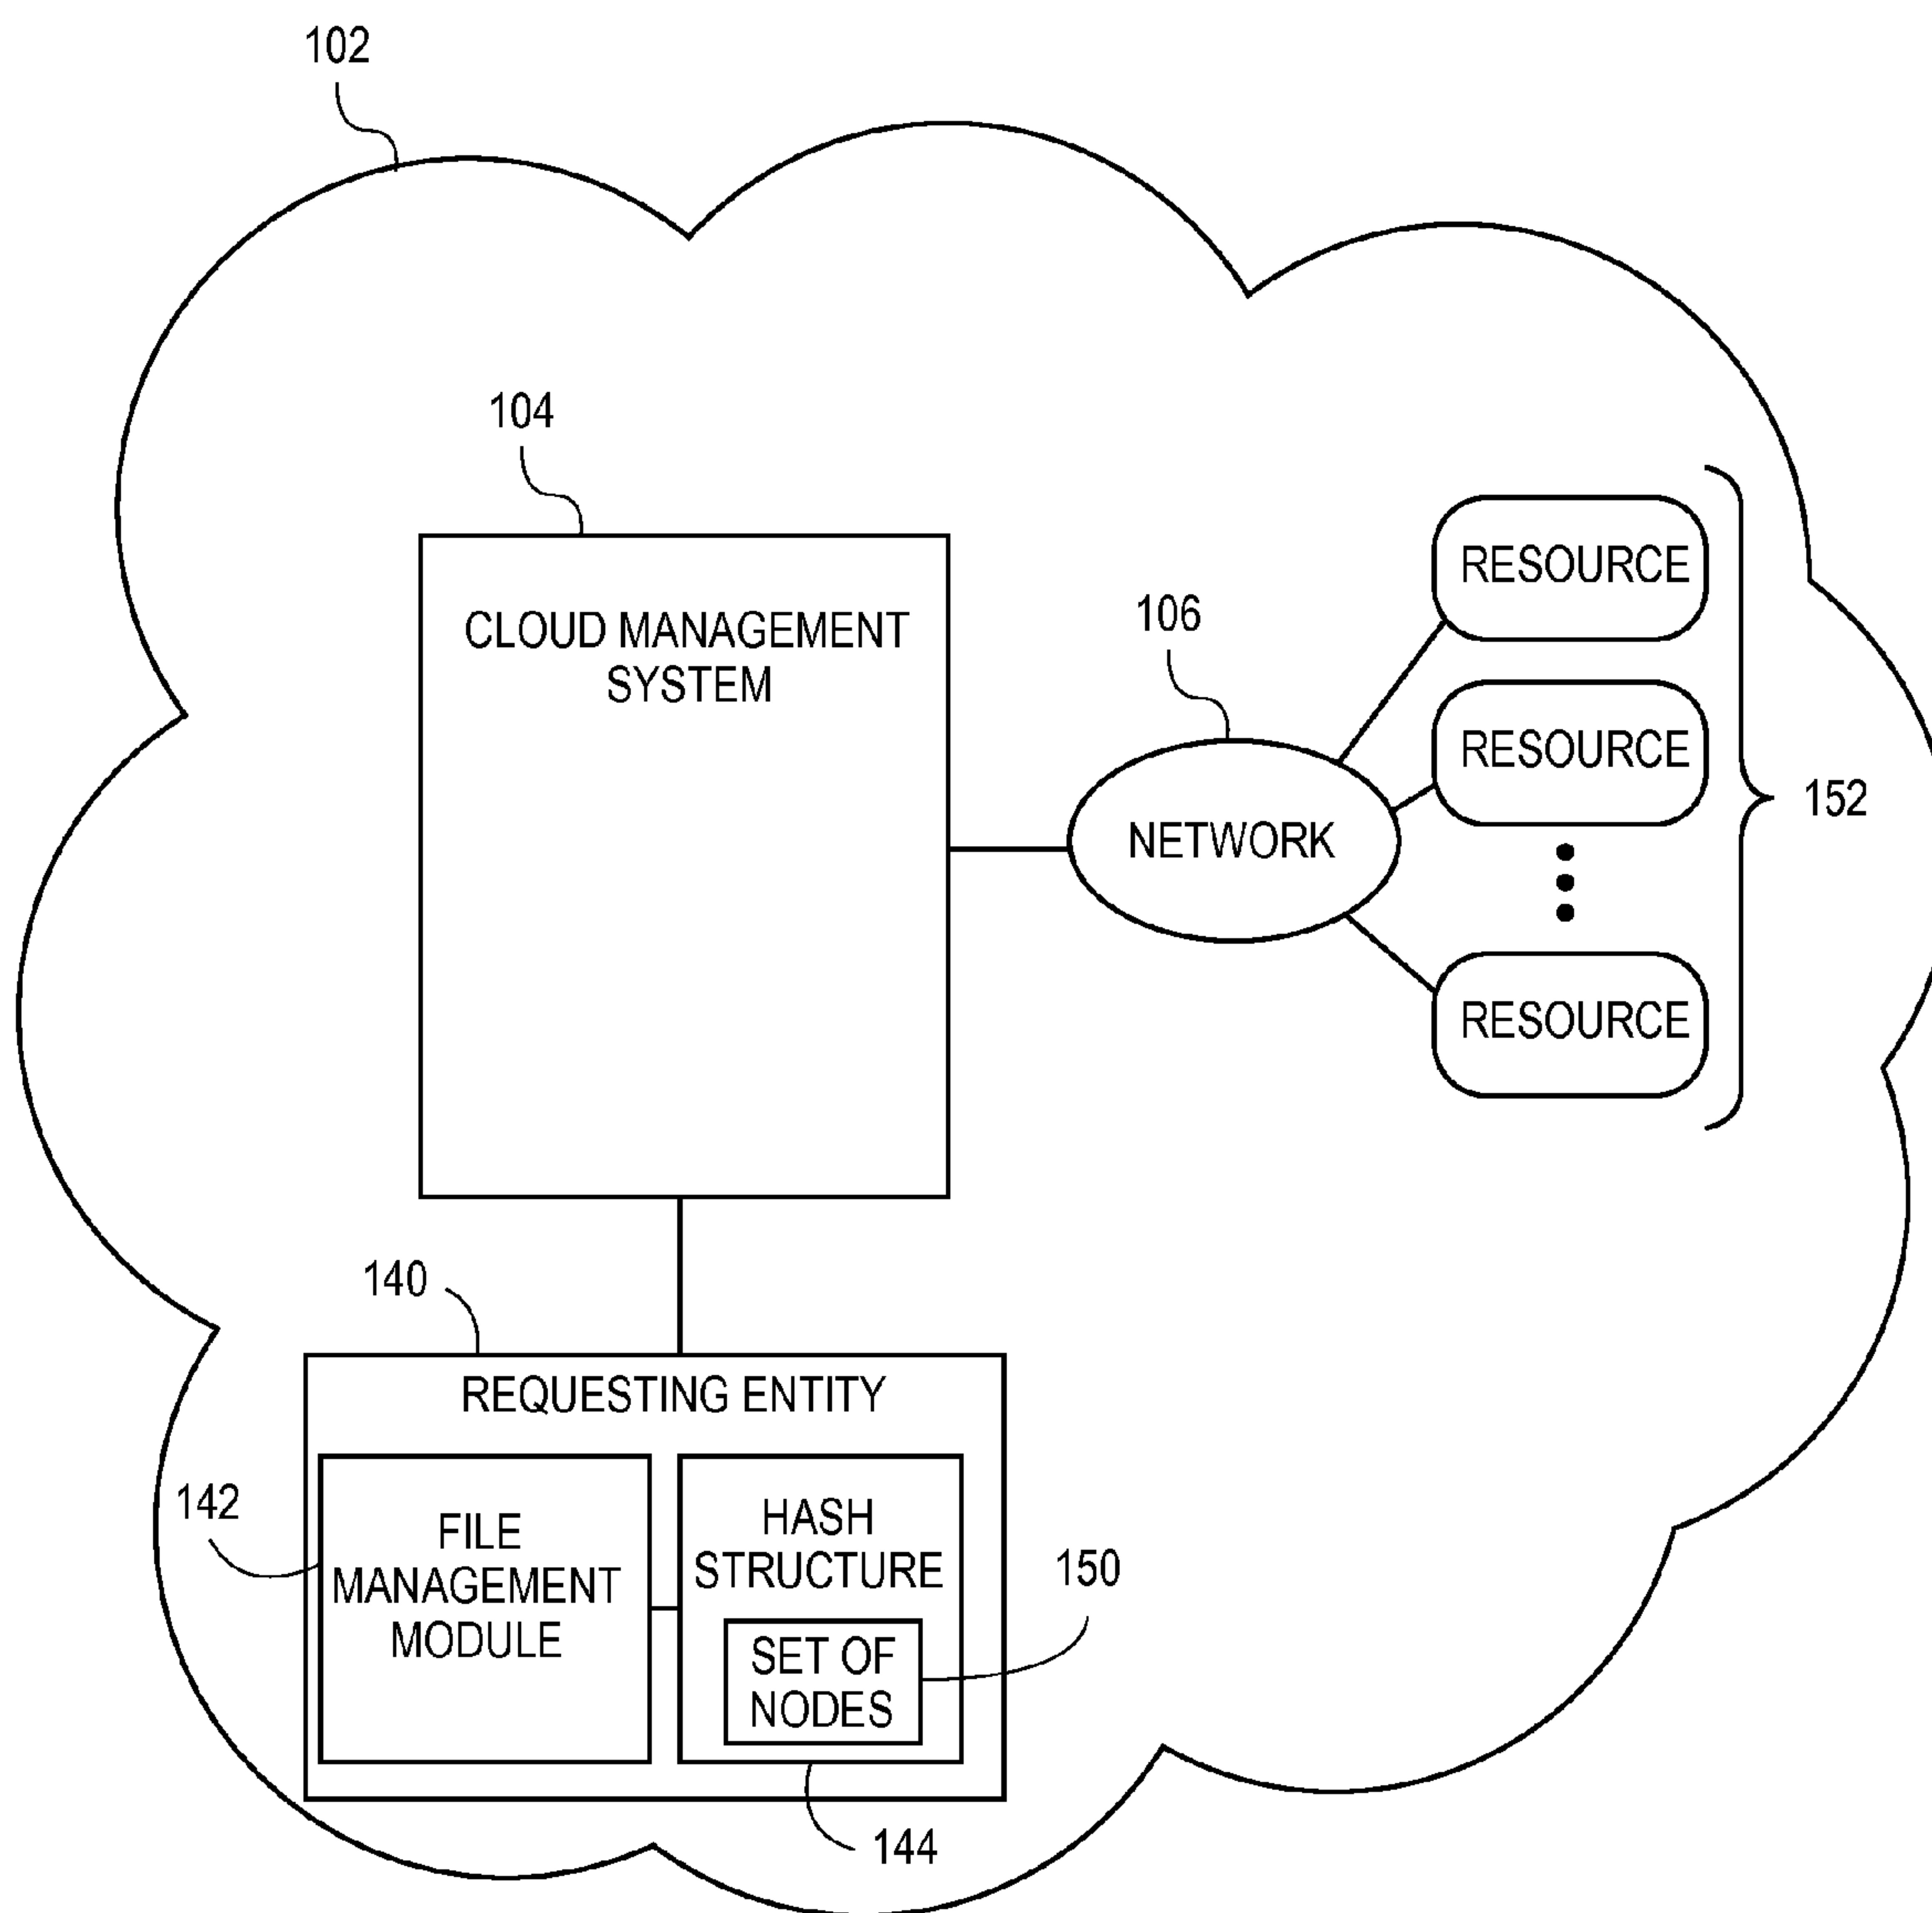 102
104
CLOUD MANAGEMENT
SYSTEM
106
NETWORK
RESOURCE
RESOURCE
RESOURCE
152
140
REQUESTING ENTITY
142
FILE
MANAGEMENT
MODULE
HASH
STRUCTURE
SET OF
NODES
150
144